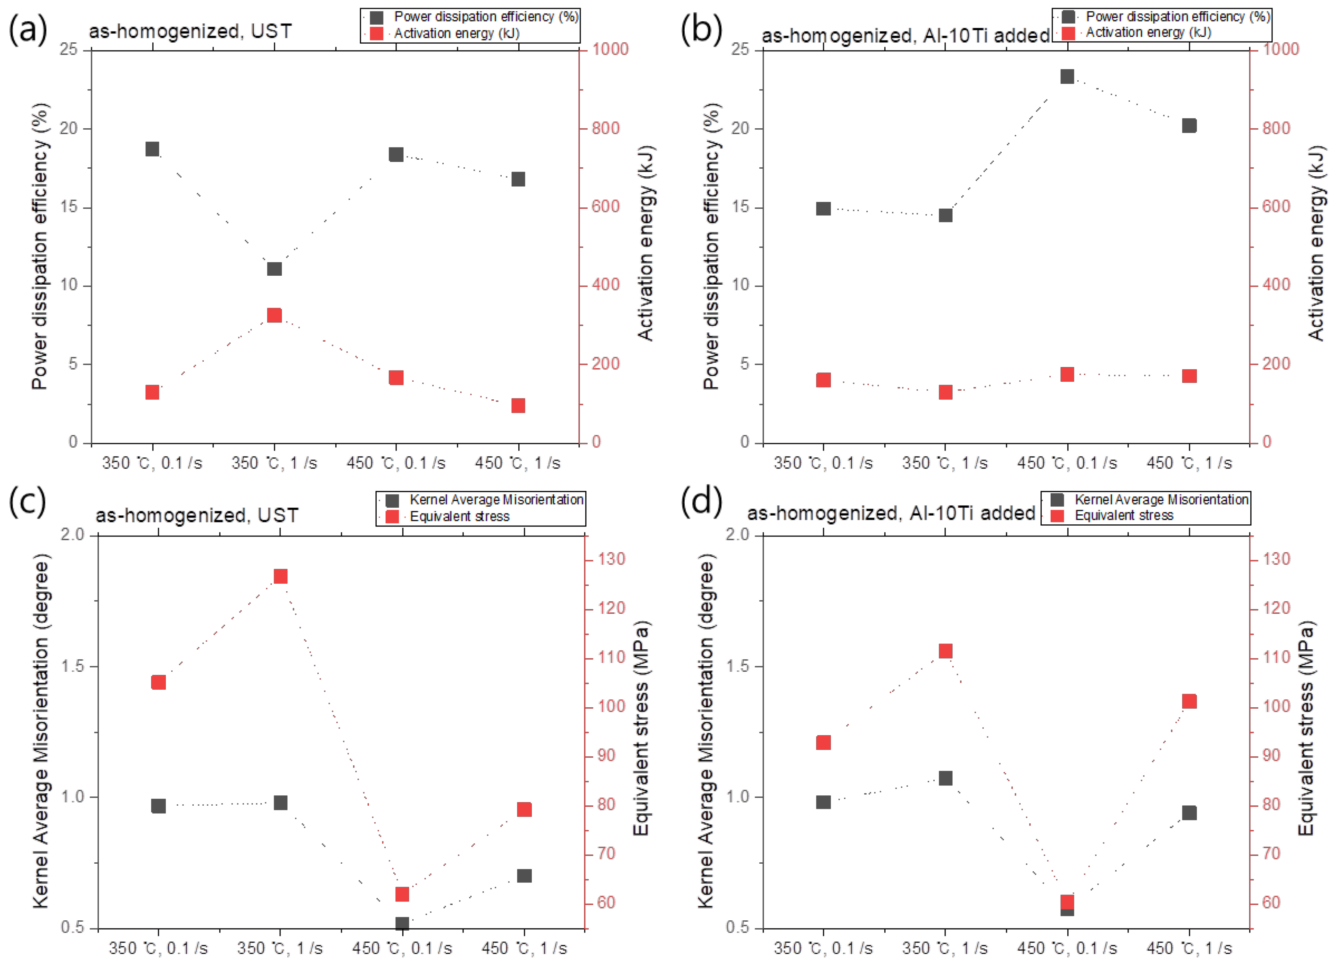 (a)
as-homogenized, UST
Power dissipation efficiency (%)
Activation energy (kJ)
25
20
15
10
5
0
Power dissipation efficiency (%)
1000
800
600
400
200
0
Activation energy (kJ)
350 ℃, 0.1 /s
350 ℃, 1 /s
450 ℃, 0.1 /s
450 ℃, 1 /s
(b)
as-homogenized, Al-10Ti added
Power dissipation efficiency (%)
Activation energy (kJ)
25
20
15
10
5
0
Power dissipation efficiency (%)
1000
800
600
400
200
0
Activation energy (kJ)
350 ℃, 0.1 /s
350 ℃, 1 /s
450 ℃, 0.1 /s
450 ℃, 1 /s
(c)
as-homogenized, UST
Kernel Average Misorientation
Equivalent stress
2.0
1.5
1.0
0.5
Kernel Average Misorientation (degree)
130
120
110
100
90
80
70
60
Equivalent stress (MPa)
350 ℃, 0.1 /s
350 ℃, 1 /s
450 ℃, 0.1 /s
450 ℃, 1 /s
(d)
as-homogenized, Al-10Ti added
Kernel Average Misorientation
Equivalent stress
2.0
1.5
1.0
0.5
Kernel Average Misorientation (degree)
130
120
110
100
90
80
70
60
Equivalent stress (MPa)
350 ℃, 0.1 /s
350 ℃, 1 /s
450 ℃, 0.1 /s
450 ℃, 1 /s